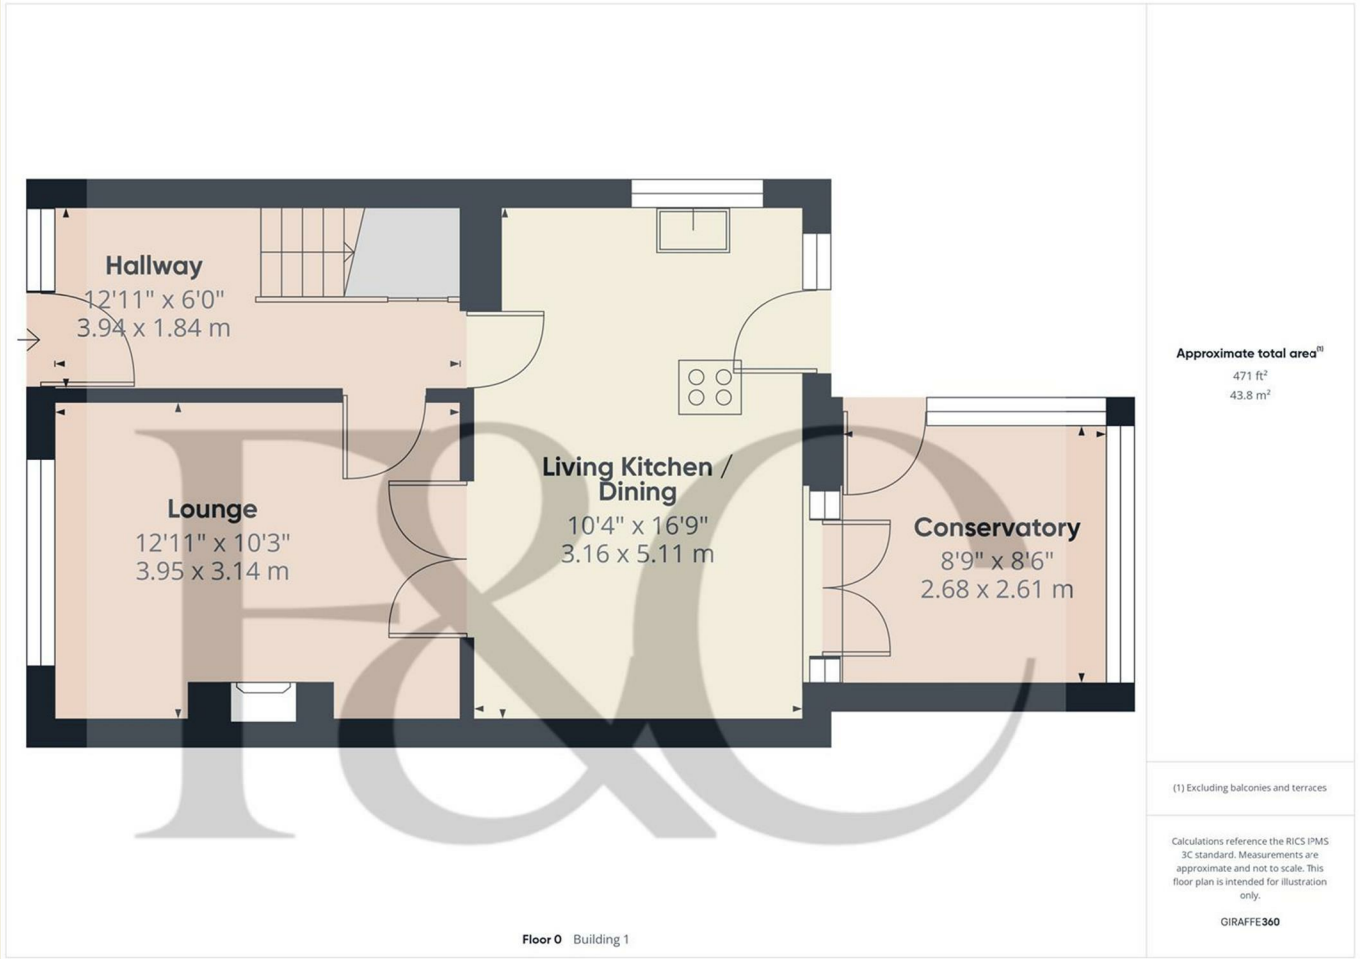 Hallway
12'11" x 6'0"
3.94 x 1.84 m
Lounge
12'11" x 10'3"
3.95 x 3.14 m
Living Kitchen /
Dining
10'4" x 16'9"
3.16 x 5.11 m
Conservatory
8'9" x 8'6"
2.68 x 2.61 m
F&C
Floor 0 Building 1
Approximate total area(1)
471 ft²
43.8 m²
(1) Excluding balconies and terraces
Calculations reference the RICS IPMS
3C standard. Measurements are
approximate and not to scale. This
floor plan is intended for illustration
only.
GIRAFFE360